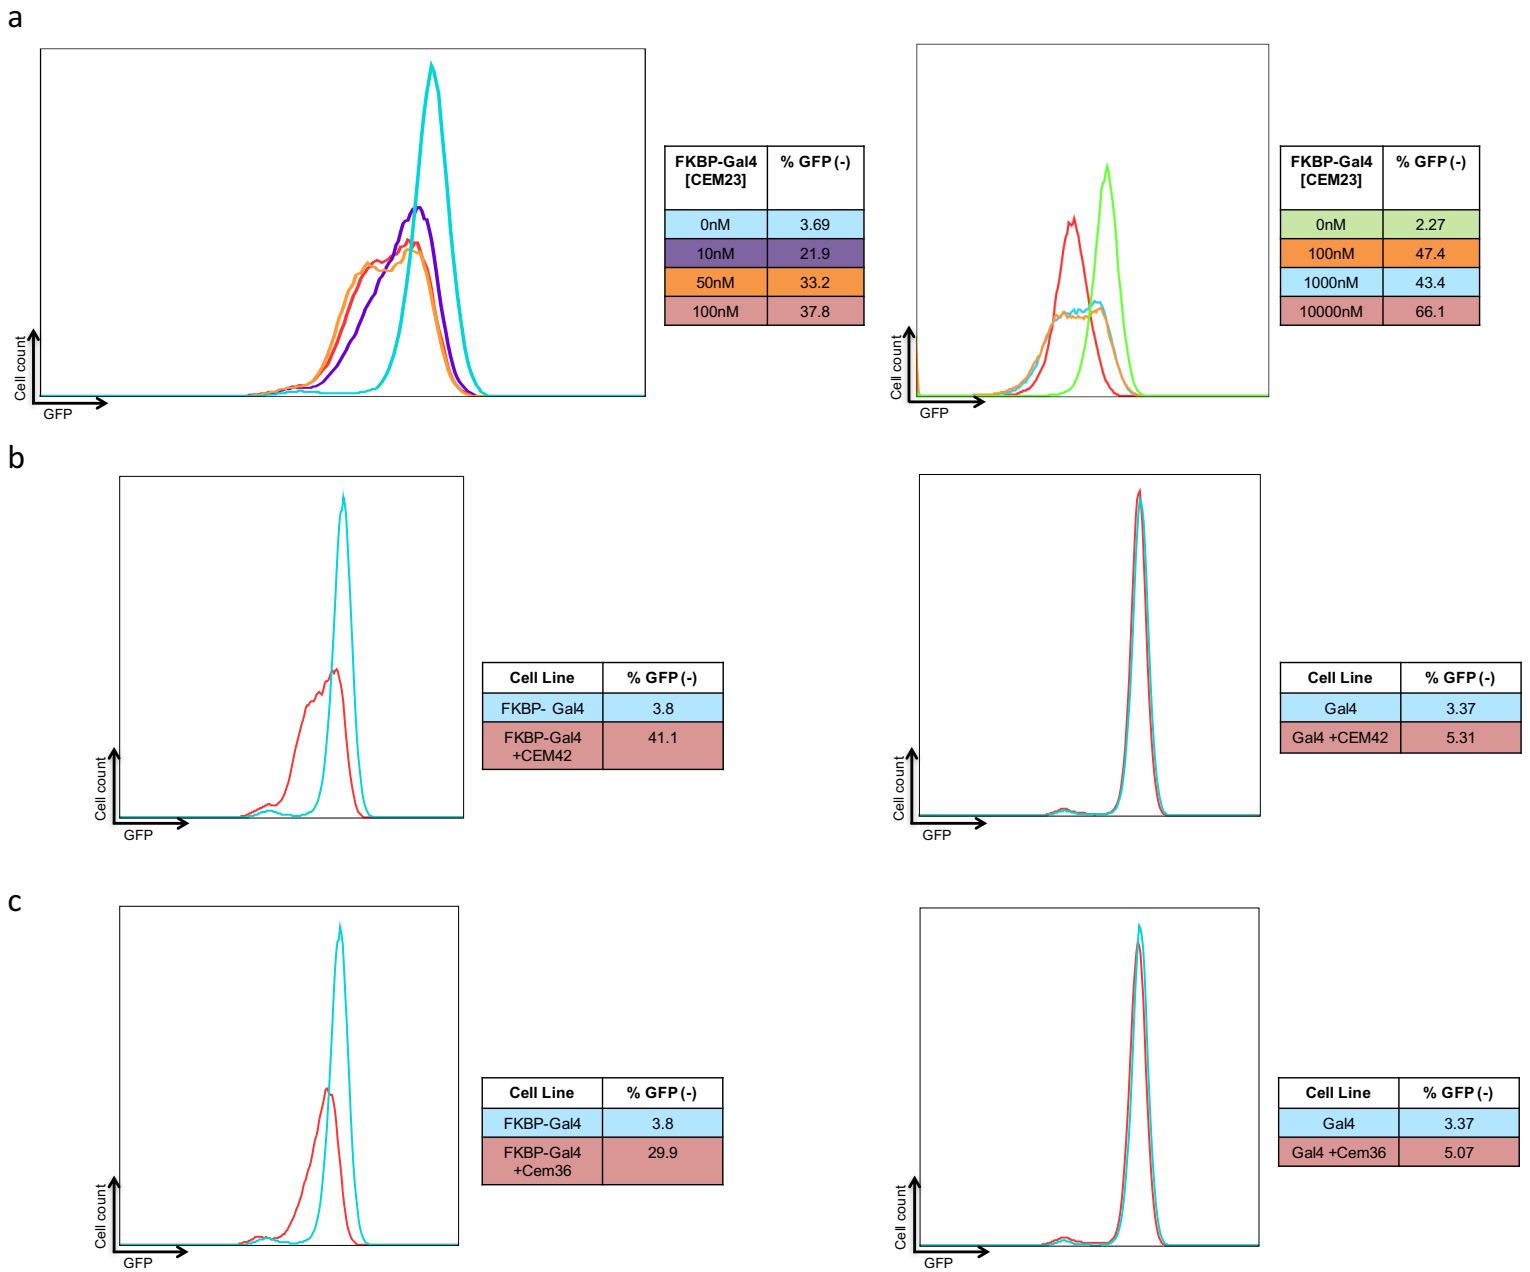 a
FKBP-Gal4 [CEM23] % GFP (-)
0nM 3.69
10nM 21.9
50nM 33.2
100nM 37.8
Cell count
GFP
FKBP-Gal4 [CEM23] % GFP (-)
0nM 2.27
100nM 47.4
1000nM 43.4
10000nM 66.1
Cell count
GFP
b
Cell Line % GFP (-)
FKBP- Gal4 3.8
FKBP-Gal4 +CEM42 41.1
Cell count
GFP
Cell Line % GFP (-)
Gal4 3.37
Gal4 +CEM42 5.31
Cell count
GFP
c
Cell Line % GFP (-)
FKBP-Gal4 3.8
FKBP-Gal4 +Cem36 29.9
Cell count
GFP
Cell Line % GFP (-)
Gal4 3.37
Gal4 +Cem36 5.07
Cell count
GFP